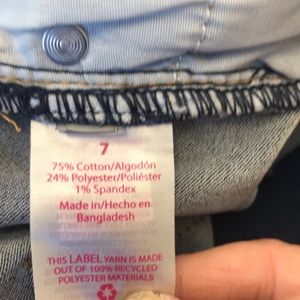 7
75% Cotton/Algodón
24% Polyester/Poliéster
1% Spandex
Made in/Hecho en
Bangladesh
THIS LABEL YARN IS MADE
OUT OF 100% RECYCLED
POLYESTER MATERIALS